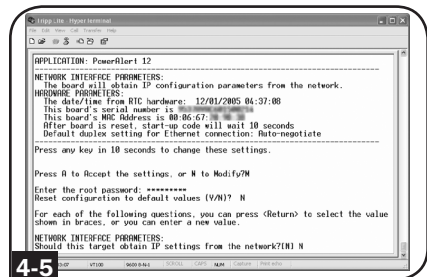 Tripp Lite - HyperTerminal
File Edit View Call Transfer Help
APPLICATION: PowerAlert 12
NETWORK INTERFACE PARAMETERS:
The board will obtain IP configuration parameters from the network.
HARDWARE PARAMETERS:
The date/time from RTC hardware: 12/01/2005 04:37:08
This board's serial number is
This board's MAC Address is 00:06:67:
After board is reset, start-up code will wait 10 seconds
Default duplex setting for Ethernet connection: Auto-negotiate
Press any key in 10 seconds to change these settings.
Press A to Accept the settings, or N to Modify?M
Enter the root password: *********
Reset configuration to default values (Y/N)? N
For each of the following questions, you can press <Return> to select the value
shown in braces, or you can enter a new value.
NETWORK INTERFACE PARAMETERS:
Should this target obtain IP settings from the network?[N] N
4-5
VT100 9600 8-N-1 SCROLL CAPS NUM Capture Print echo